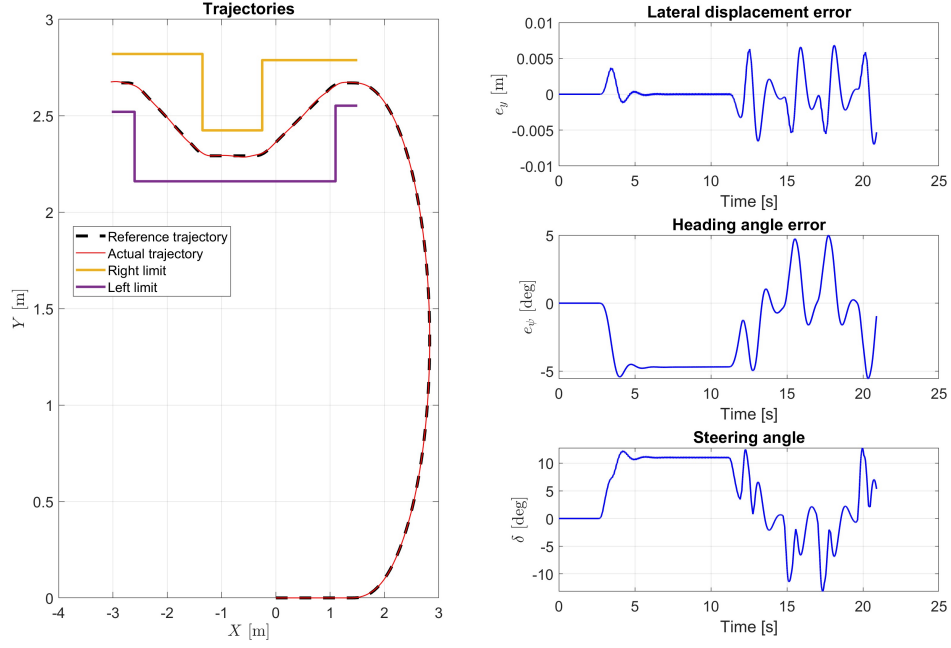 Trajectories
3
2.5
2
1.5
1
0.5
0
-4
-3
-2
-1
0
1
2
3
Y [m]
X [m]
Reference trajectory
Actual trajectory
Right limit
Left limit
Lateral displacement error
0.01
0.005
0
-0.005
-0.01
0
5
10
15
20
25
e_y [m]
Time [s]
Heading angle error
5
0
-5
0
5
10
15
20
25
e_ψ [deg]
Time [s]
Steering angle
10
5
0
-5
-10
0
5
10
15
20
25
δ [deg]
Time [s]